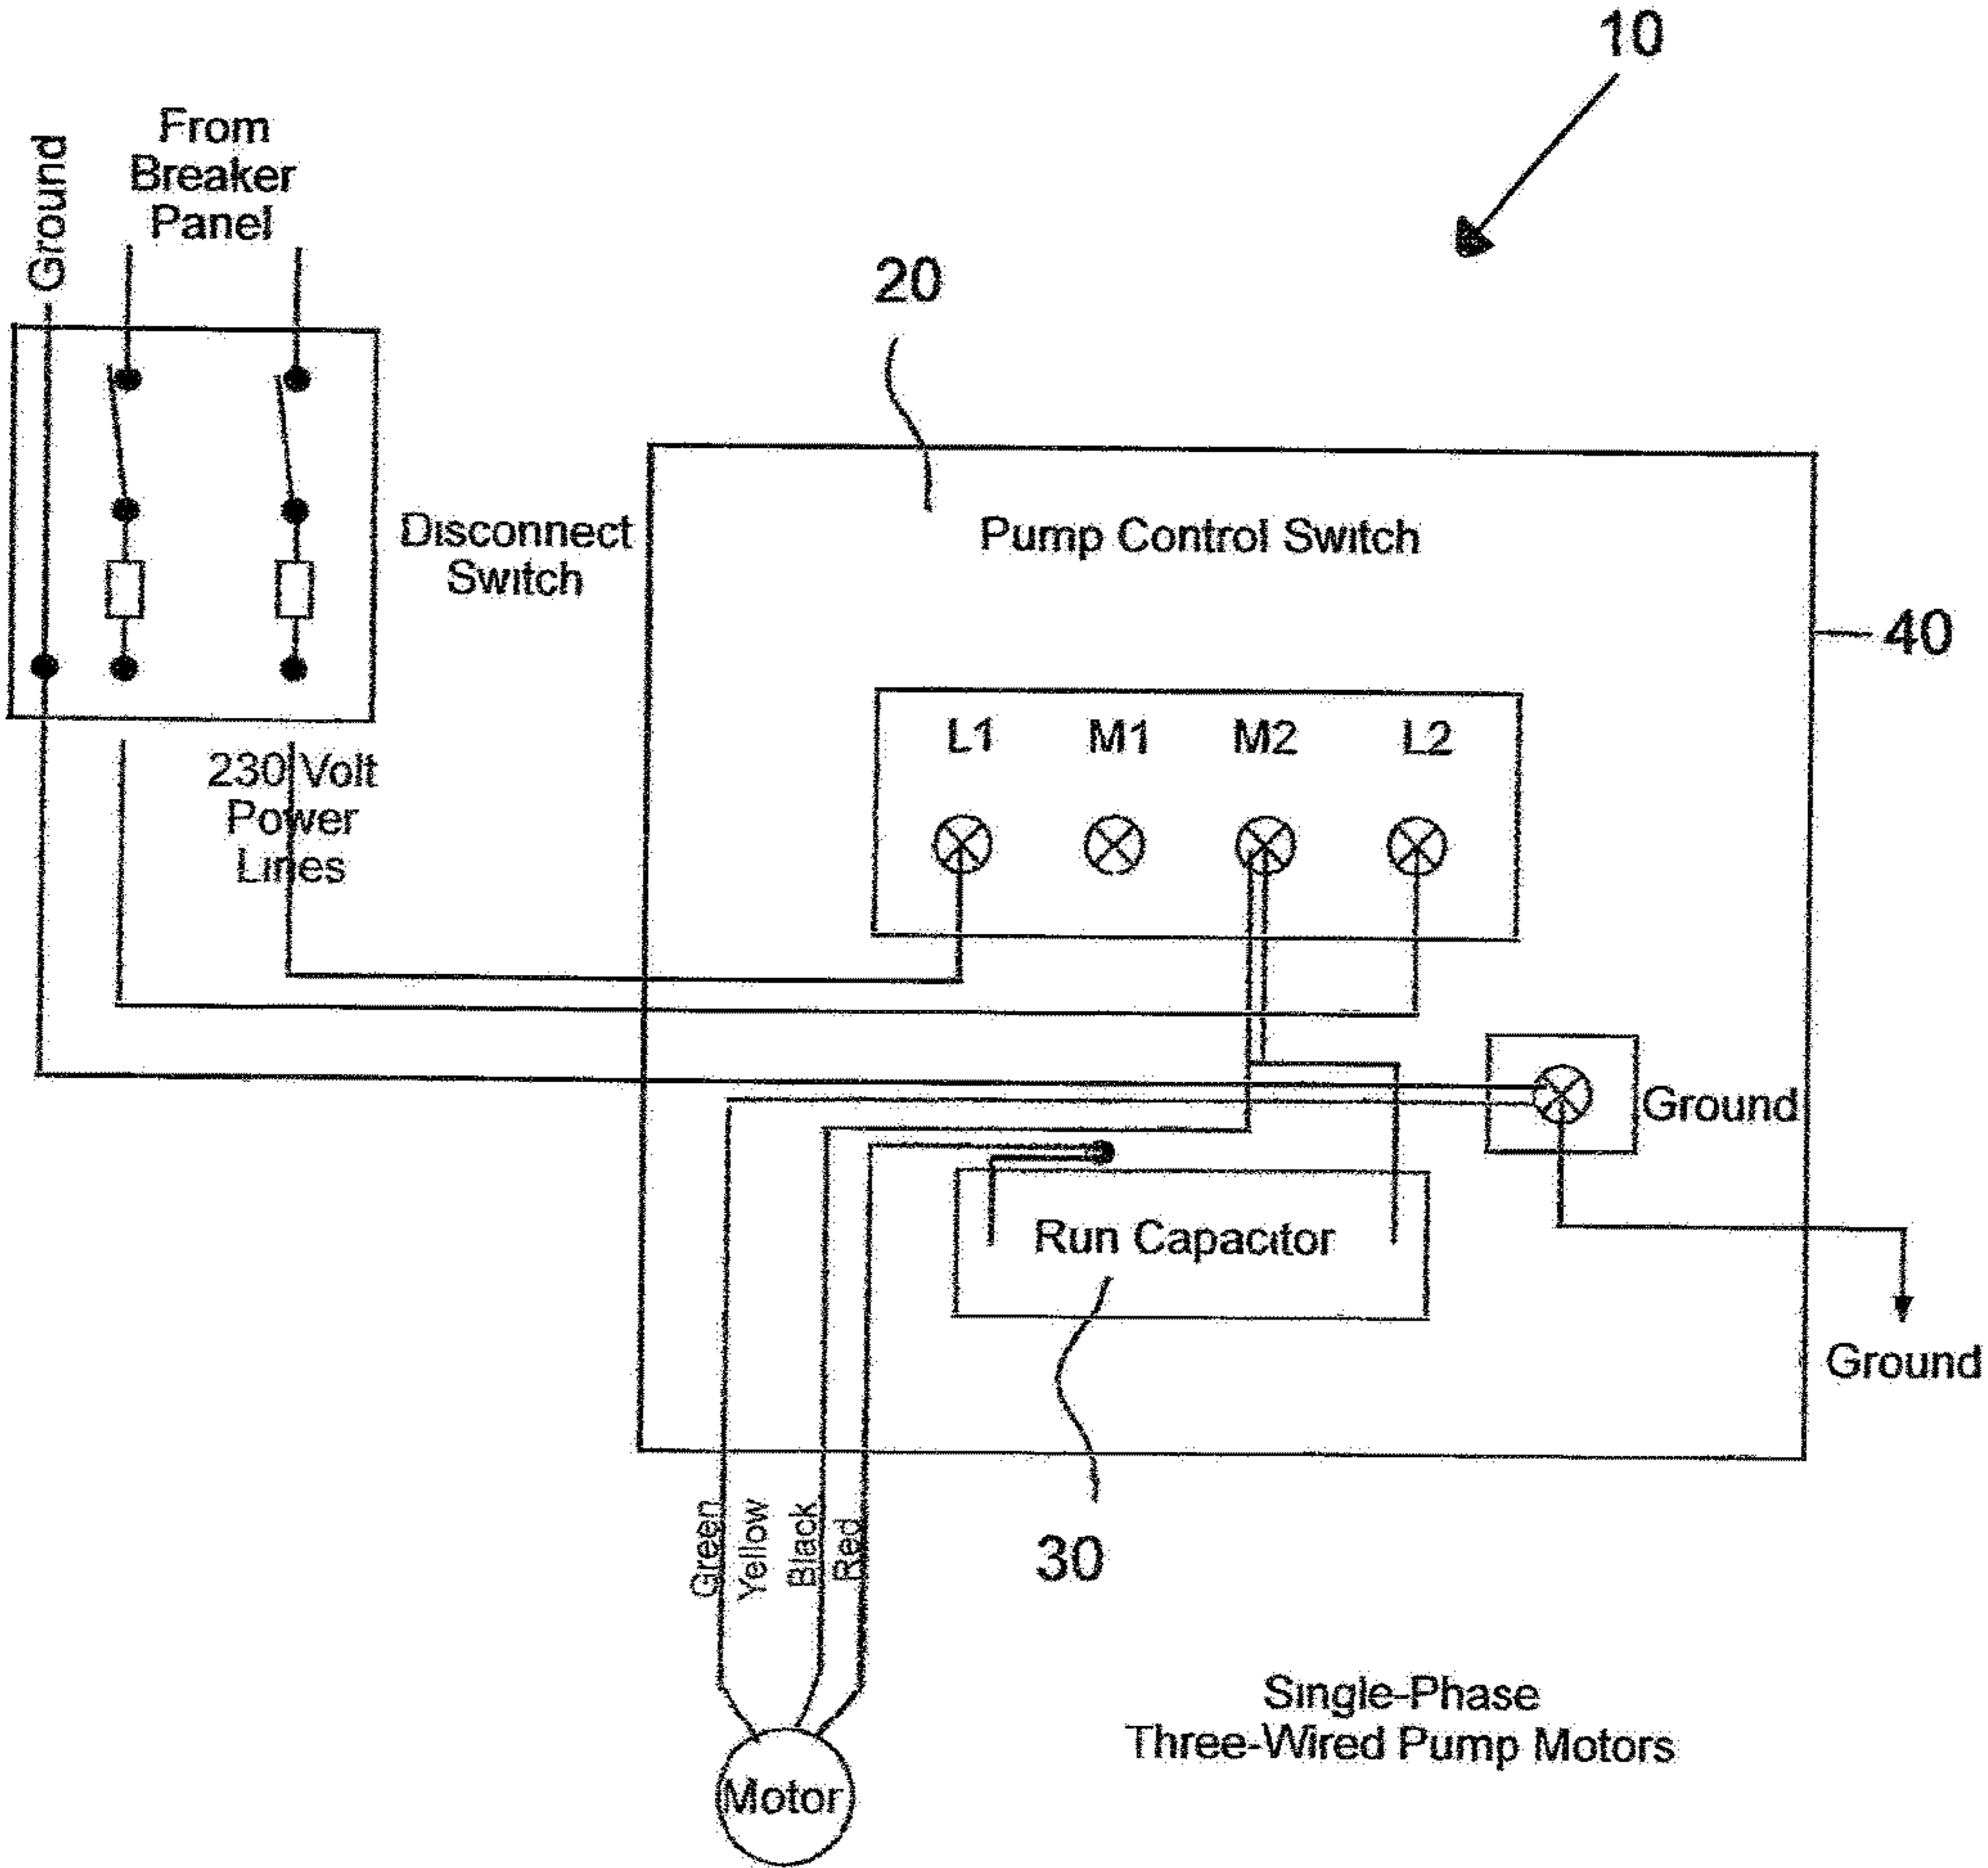 10
From
Breaker
Panel
Ground
20
Disconnect
Switch
Pump Control Switch
40
L1 M1 M2 L2
230 Volt
Power
Lines
Ground
Run Capacitor
Ground
Green
Yellow
Black
Red
30
Single-Phase
Three-Wired Pump Motors
Motor